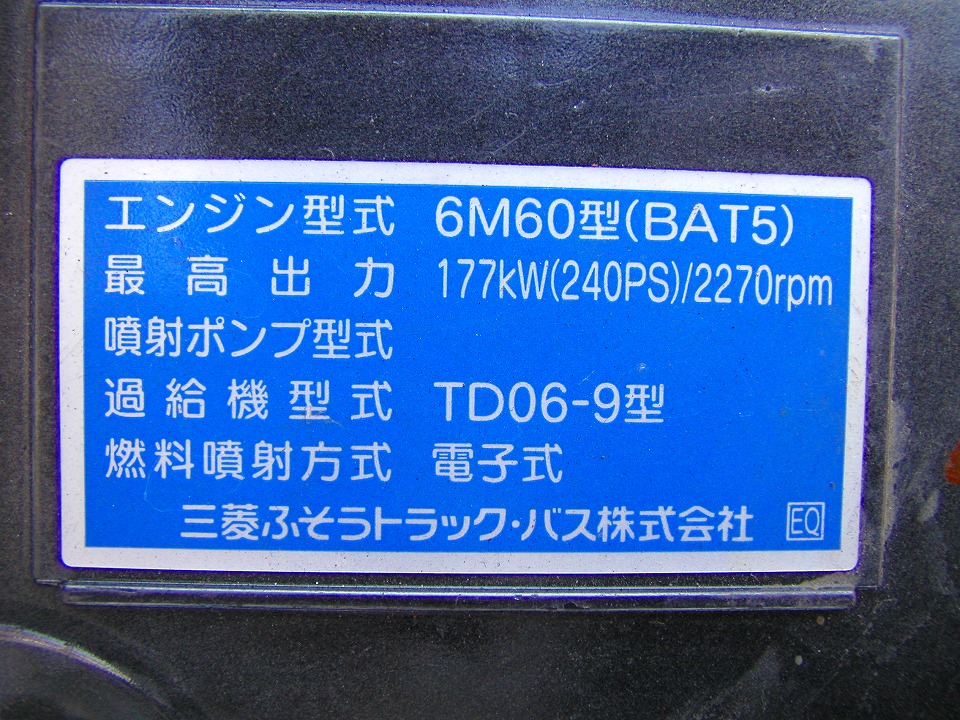 エンジン型式 6M60型(BAT5)
最高出力 177kW(240PS)/2270rpm
噴射ポンプ型式
過給機型式 TD06-9型
燃料噴射方式 電子式
三菱ふそうトラック・バス株式会社 EQ